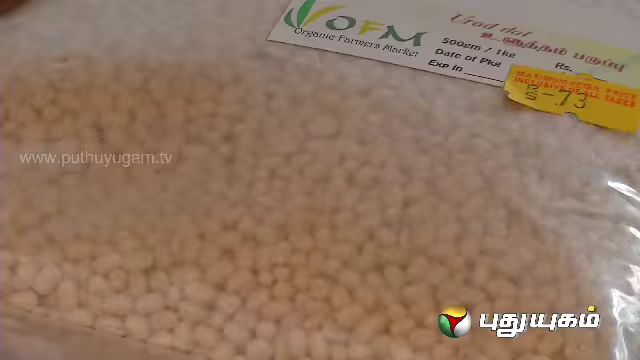 OFM
Organic Farmers Market
Urad dal
உளுத்தம் பருப்பு
500gm / 1kg
Date of Pkd
Rs.
Exp in
MAXIMUM RETAIL PRICE
INCLUSIVE OF ALL TAXES
73
www.puthuyugam.tv
புதுயுகம்